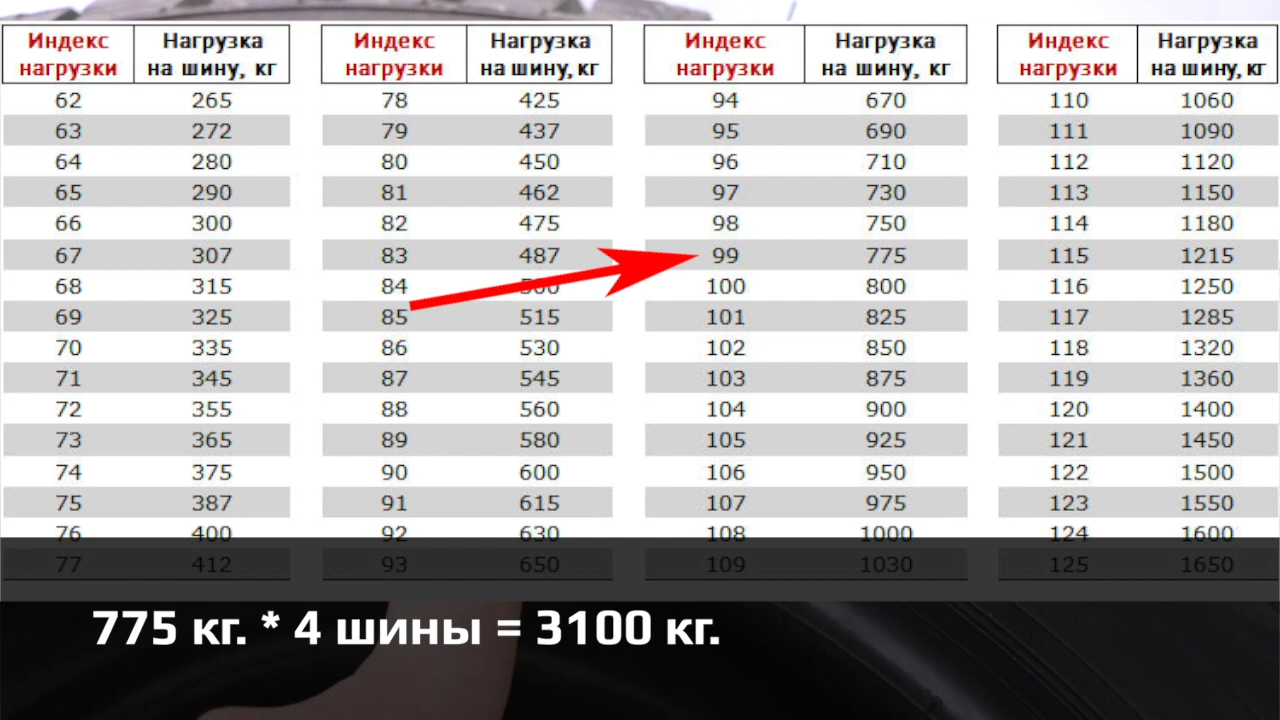 Индекс нагрузки Нагрузка на шину, кг Индекс нагрузки Нагрузка на шину, кг Индекс нагрузки Нагрузка на шину, кг Индекс нагрузки Нагрузка на шину, кг
62 265 78 425 94 670 110 1060
63 272 79 437 95 690 111 1090
64 280 80 450 96 710 112 1120
65 290 81 462 97 730 113 1150
66 300 82 475 98 750 114 1180
67 307 83 487 99 775 115 1215
68 315 84 500 100 800 116 1250
69 325 85 515 101 825 117 1285
70 335 86 530 102 850 118 1320
71 345 87 545 103 875 119 1360
72 355 88 560 104 900 120 1400
73 365 89 580 105 925 121 1450
74 375 90 600 106 950 122 1500
75 387 91 615 107 975 123 1550
76 400 92 630 108 1000 124 1600
77 412 93 650 109 1030 125 1650
775 кг. * 4 шины = 3100 кг.